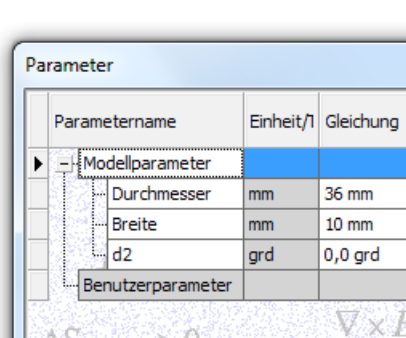 Parameter
Parametername Einheit/T Gleichung
Modellparameter
Durchmesser mm 36 mm
Breite mm 10 mm
d2 grd 0,0 grd
Benutzerparameter